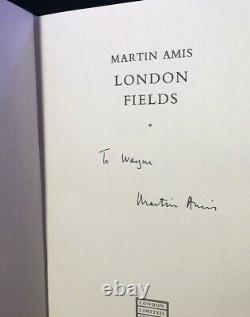 MARTIN AMIS
LONDON
FIELDS
To Wayne
Martin Amis
LONDON
LIMITED